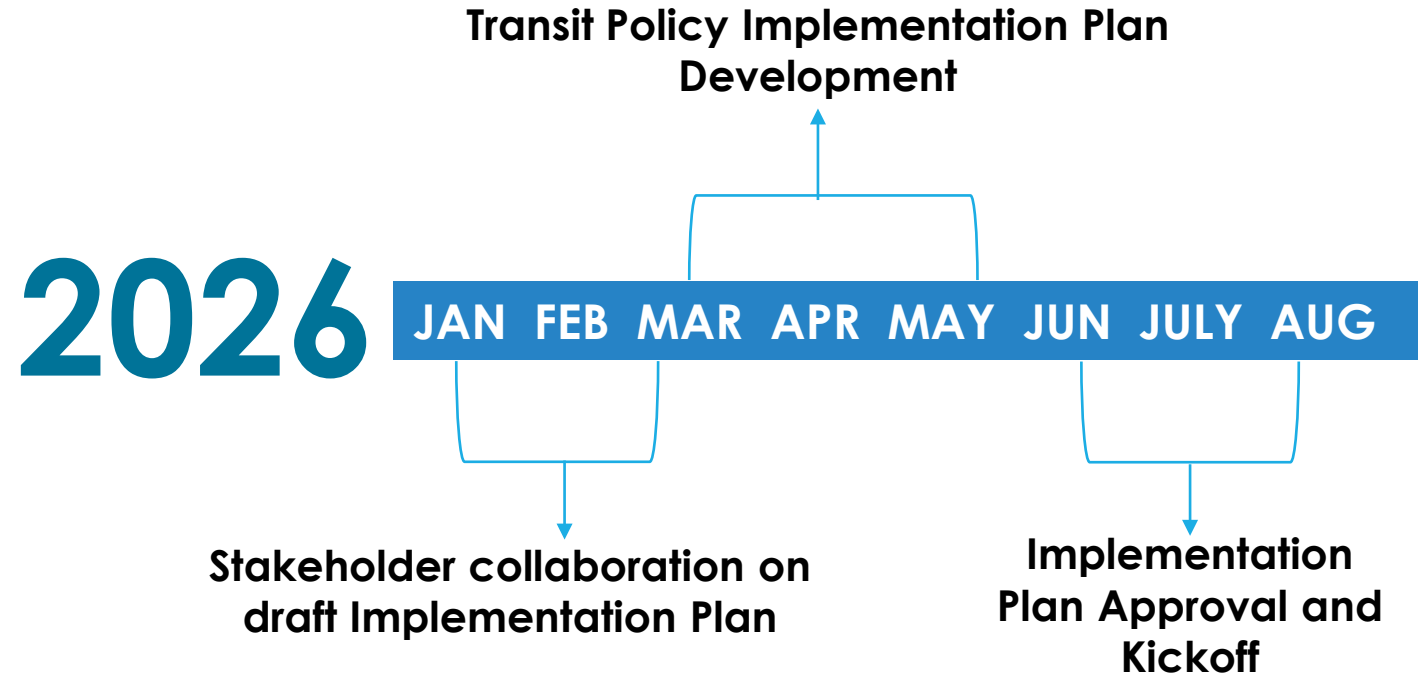 Transit Policy Implementation Plan
Development
2026
JAN FEB MAR APR MAY JUN JULY AUG
Stakeholder collaboration on
draft Implementation Plan
Implementation
Plan Approval and
Kickoff